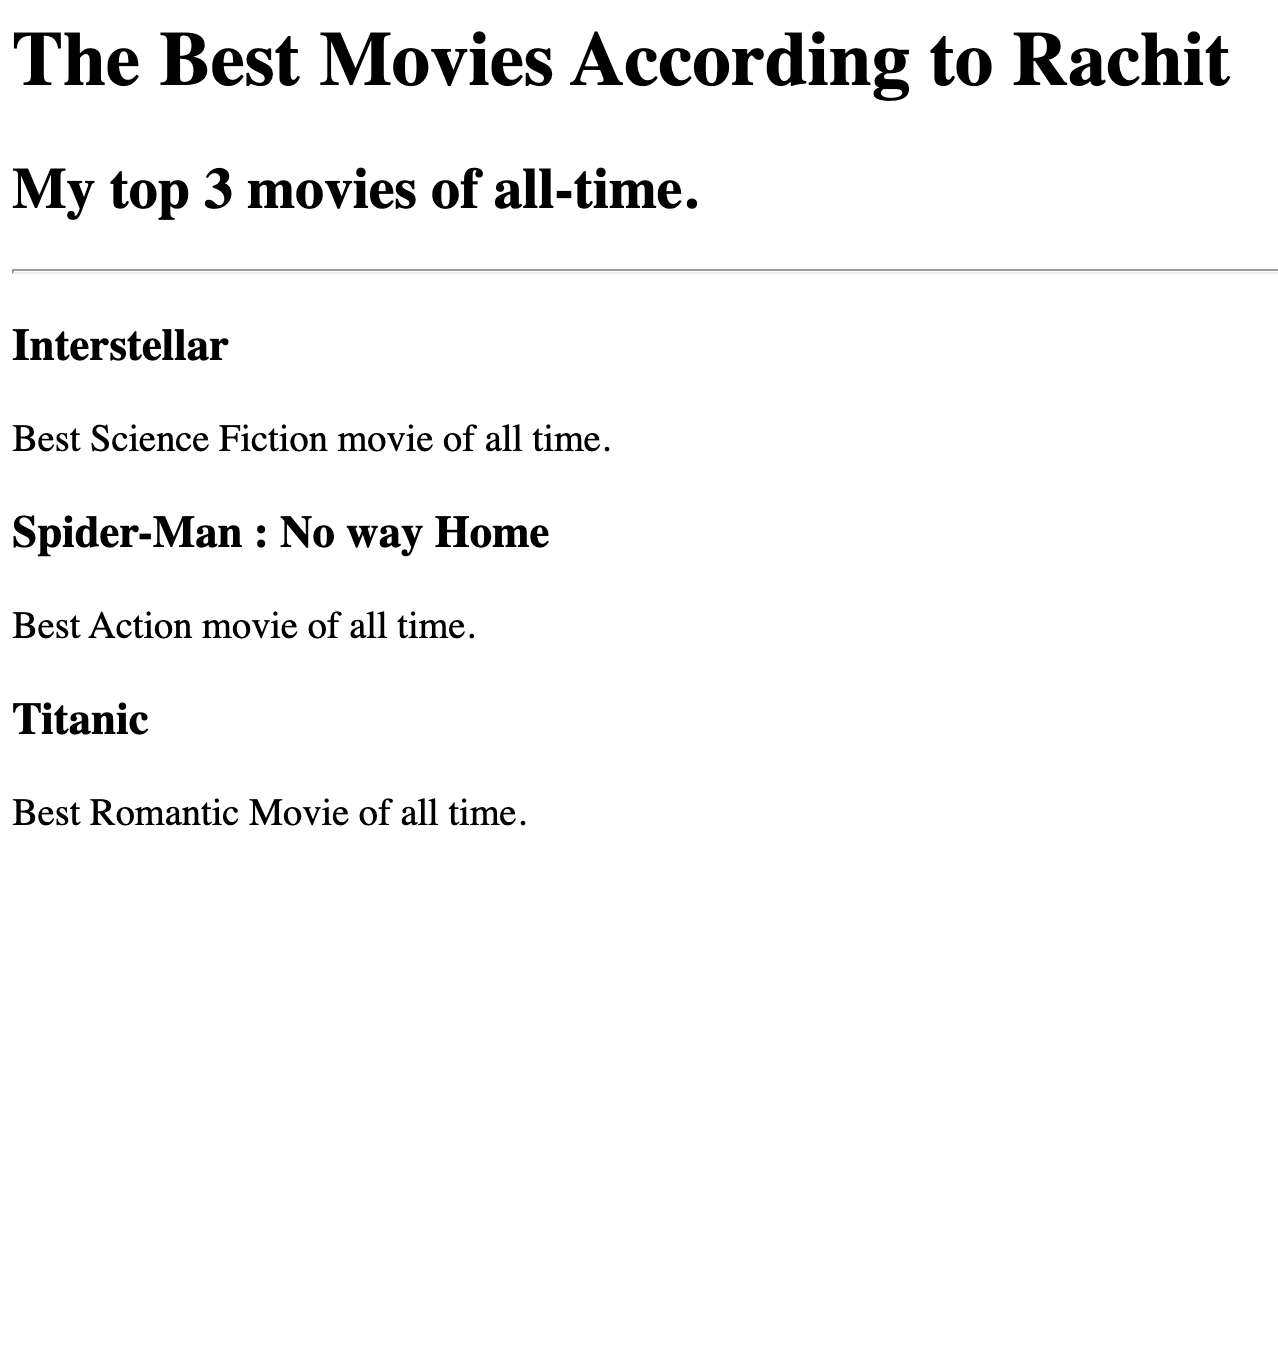 The Best Movies According to Rachit
My top 3 movies of all-time.
Interstellar
Best Science Fiction movie of all time.
Spider-Man : No way Home
Best Action movie of all time.
Titanic
Best Romantic Movie of all time.